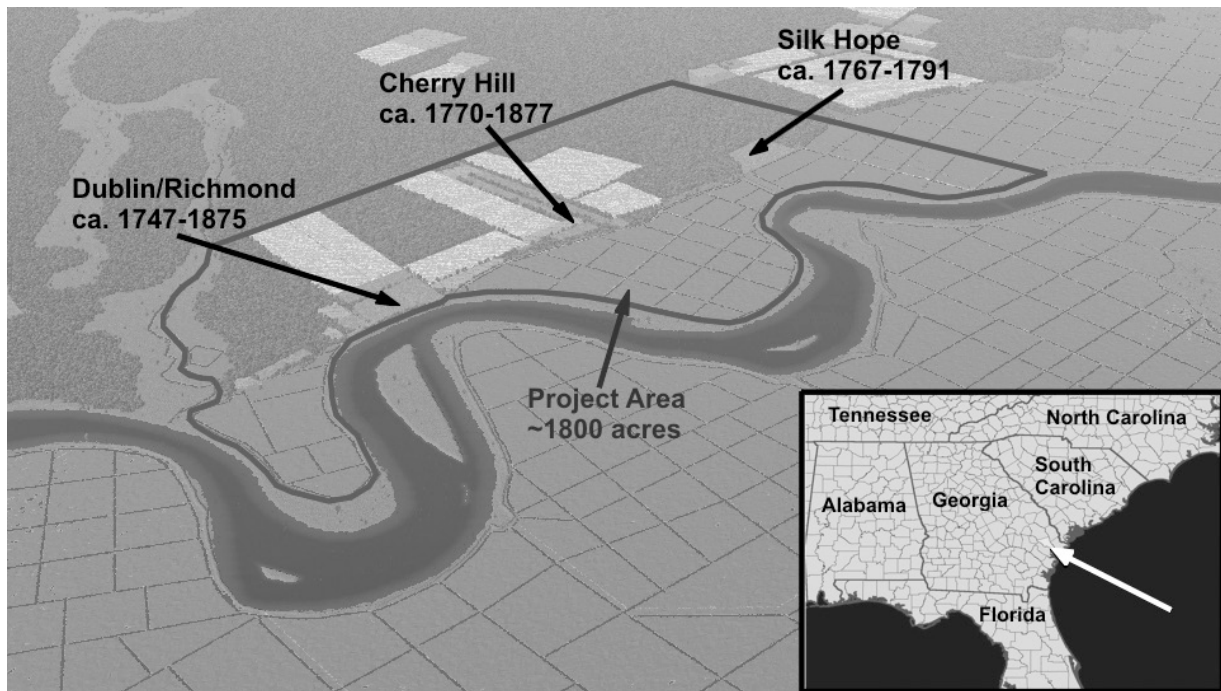 Silk Hope
ca. 1767-1791
Cherry Hill
ca. 1770-1877
Dublin/Richmond
ca. 1747-1875
Project Area
~1800 acres
Tennessee
North Carolina
South
Carolina
Alabama
Georgia
Florida